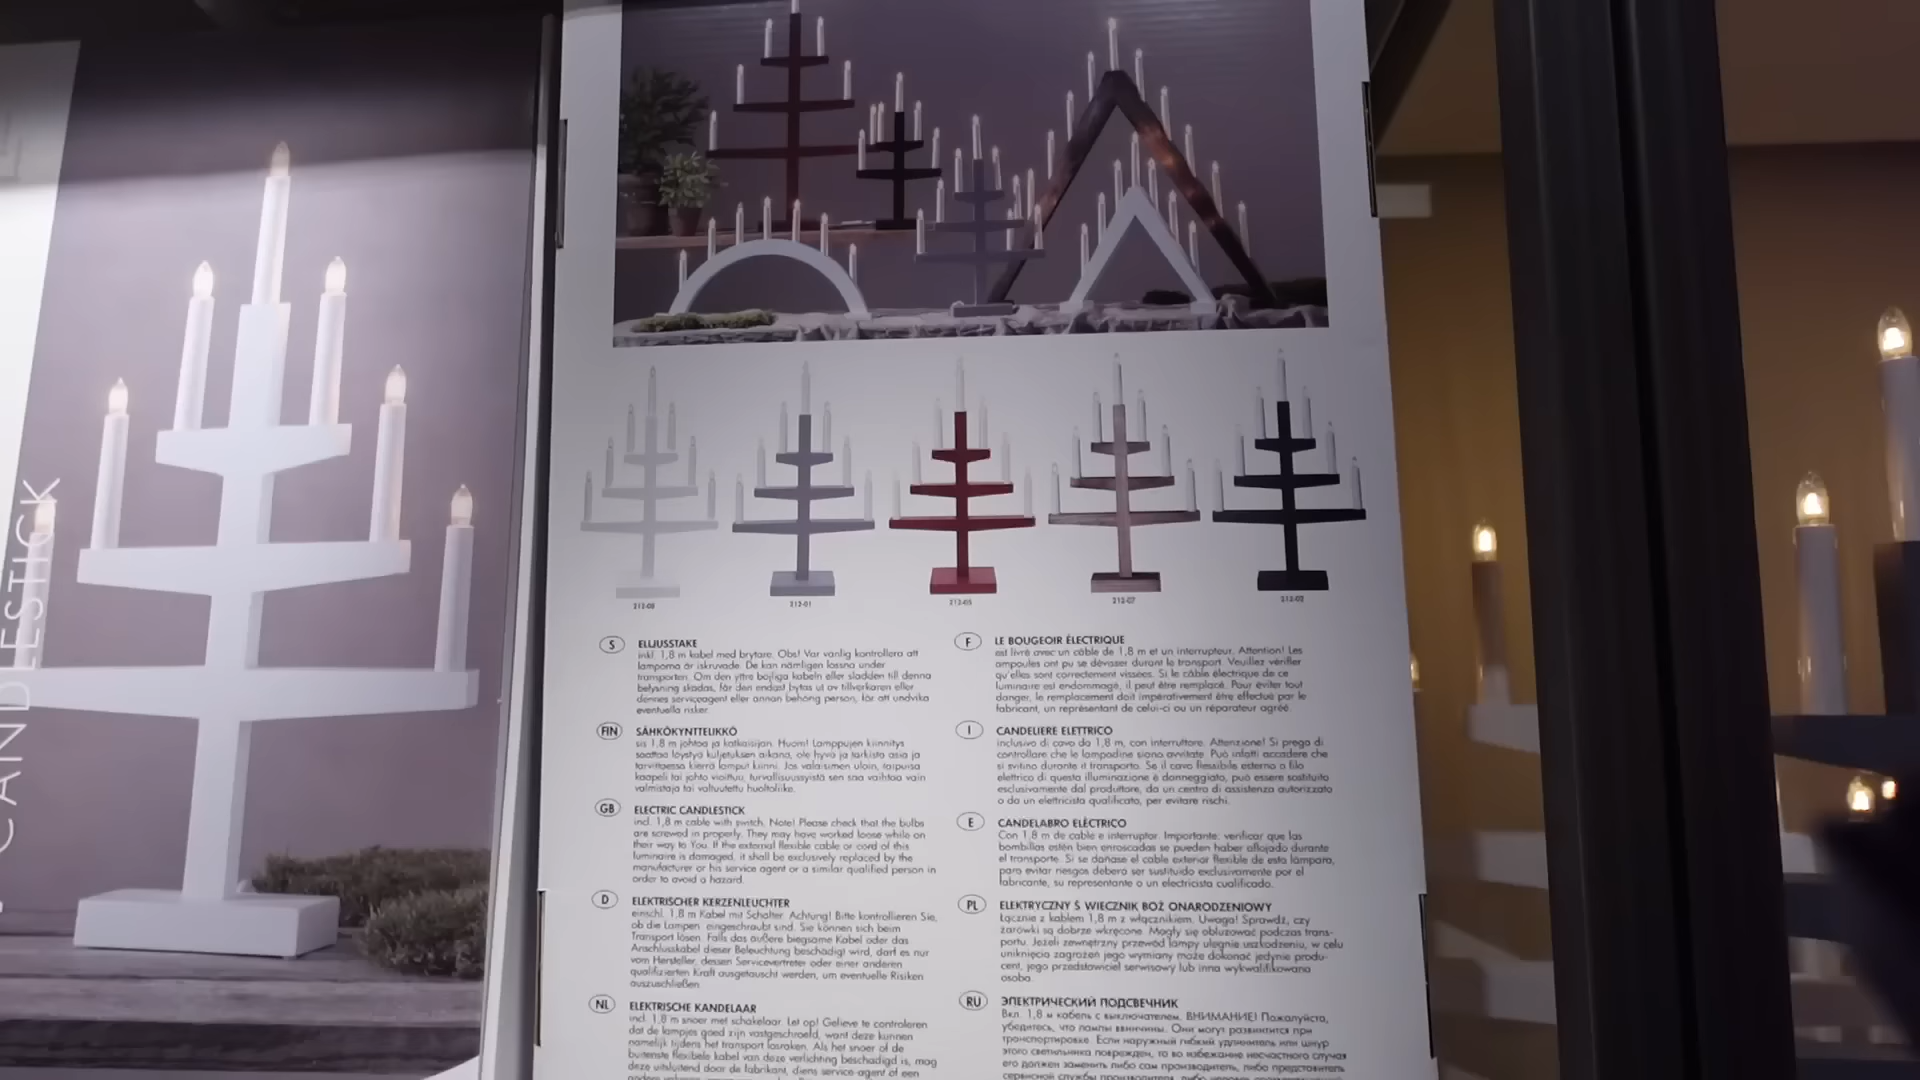 CANDLESTICK
212-01
212-05
212-07
212-02
S
ELLJUSSTAKE
inkl. 1,8 m kabel med brytare. Obs! Var vänlig kontrollera att
lamporna är iskruvade. De kan nämligen lossna under
transporten. Om den yttre böjliga kabeln eller sladden till denna
belysning skadas, får den endast bytas ut av tillverkaren eller
dennes serviceagent eller annan behörig person, för att undvika
eventuella risker.
FIN
SÄHKÖKYNTTELIKKÖ
sis 1,8 m johtoa ja katkaisijan. Huom! Lamppujen kiinnitys
saattaa löystyä kuljetuksen aikana, ole hyvä ja tarkista asia ja
tarvittaessa kierrä lamput kiinni. Jos valaisimen uloin, taipuisa
kaapeli tai johto vioittuu, turvallisuussyistä sen saa vaihtaa vain
valmistaja tai valtuutettu huoltoliike.
GB
ELECTRIC CANDLESTICK
incl. 1,8 m cable with switch. Note! Please check that the bulbs
are screwed in properly. They may have worked loose while on
their way to You. If the external flexible cable or cord of this
luminaire is damaged, it shall be exclusively replaced by the
manufacturer or his service agent or a similar qualified person in
order to avoid a hazard.
D
ELEKTRISCHER KERZENLEUCHTER
einschl. 1,8 m Kabel mit Schalter. Achtung! Bitte kontrollieren Sie,
ob die Lampen eingeschraubt sind. Sie können sich beim
Transport lösen. Falls das äußere biegsame Kabel oder das
Anschlusskabel dieser Beleuchtung beschädigt wird, darf es nur
vom Hersteller, dessen Servicevertreter oder einer anderen
qualifizierten Kraft ausgetauscht werden, um eventuelle Risiken
auszuschließen.
NL
ELEKTRISCHE KANDELAAR
incl. 1,8 m snoer met schakelaar. Let op! Gelieve te controleren
dat de lampjes goed zijn vastgeschroefd, want deze kunnen
namelijk tijdens het transport losraken. Als het snoer of de
buitenste flexibele kabel van deze verlichting beschadigd is, mag
deze uitsluitend door de fabrikant, diens service-agent of een
F
LE BOUGEOIR ÉLECTRIQUE
est livré avec un câble de 1,8 m et un interrupteur. Attention! Les
ampoules ont pu se dévisser durant le transport. Veuillez vérifier
qu'elles sont correctement vissées. Si le câble électrique de ce
luminaire est endommagé, il peut être remplacé. Pour éviter tout
danger, le remplacement doit impérativement être effectué par le
fabricant, un représentant de celui-ci ou un réparateur agréé.
I
CANDELIERE ELETTRICO
inclusivo di cavo da 1,8 m, con interruttore. Attenzione! Si prega di
controllare che le lampadine siano avvitate. Può infatti accadere che
si svitino durante il transporto. Se il cavo flessibile esterno o filo
elettrico di questa illuminazione è danneggiato, può essere sostituito
esclusivamente dal produttore, da un centro di assistenza autorizzato
o da un elettricista qualificato, per evitare rischi.
E
CANDELABRO ELÉCTRICO
Con 1,8 m de cable e interruptor. Importante: verificar que las
bombillas estén bien enroscadas se pueden haber aflojado durante
el transporte. Si se dañase el cable exterior flexible de esta lámpara,
para evitar riesgos deberá ser sustituido exclusivamente por el
fabricante, su representante o un electricista cualificado.
PL
ELEKTRYCZNY Ś WIECZNIK BOŻ ONARODZENIOWY
Łącznie z kablem 1,8 m z włącznikiem. Uwaga! Sprawdź, czy
żarówki są dobrze wkręcone. Mogły się obluzować podczas trans-
portu. Jeżeli zewnętrzny przewód lampy ulegnie uszkodzeniu, w celu
uniknięcia zagrożeń jego wymiany może dokonać jedynie produ-
cent, jego przedstawiciel serwisowy lub inna wykwalifikowana
osoba.
RU
ЭЛЕКТРИЧЕСКИЙ ПОДСВЕЧНИК
Вкл. 1,8 м кабель с выключателем. ВНИМАНИЕ! Пожалуйста,
убедитесь, что лампы ввинчины. Они могут развинтится при
транспортировке. Если наружный гибкий удлинитель или шнур
этого светильника поврежден, то во избежание несчастного случая
его должен заменить либо сам производитель, либо представитель